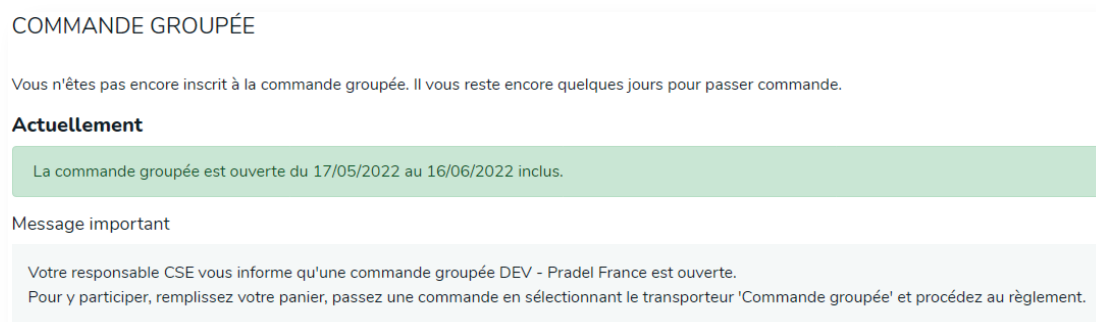 COMMANDE GROUPÉE
Vous n'êtes pas encore inscrit à la commande groupée. Il vous reste encore quelques jours pour passer commande.
Actuellement
La commande groupée est ouverte du 17/05/2022 au 16/06/2022 inclus.
Message important
Votre responsable CSE vous informe qu'une commande groupée DEV - Pradel France est ouverte.
Pour y participer, remplissez votre panier, passez une commande en sélectionnant le transporteur 'Commande groupée' et procédez au règlement.